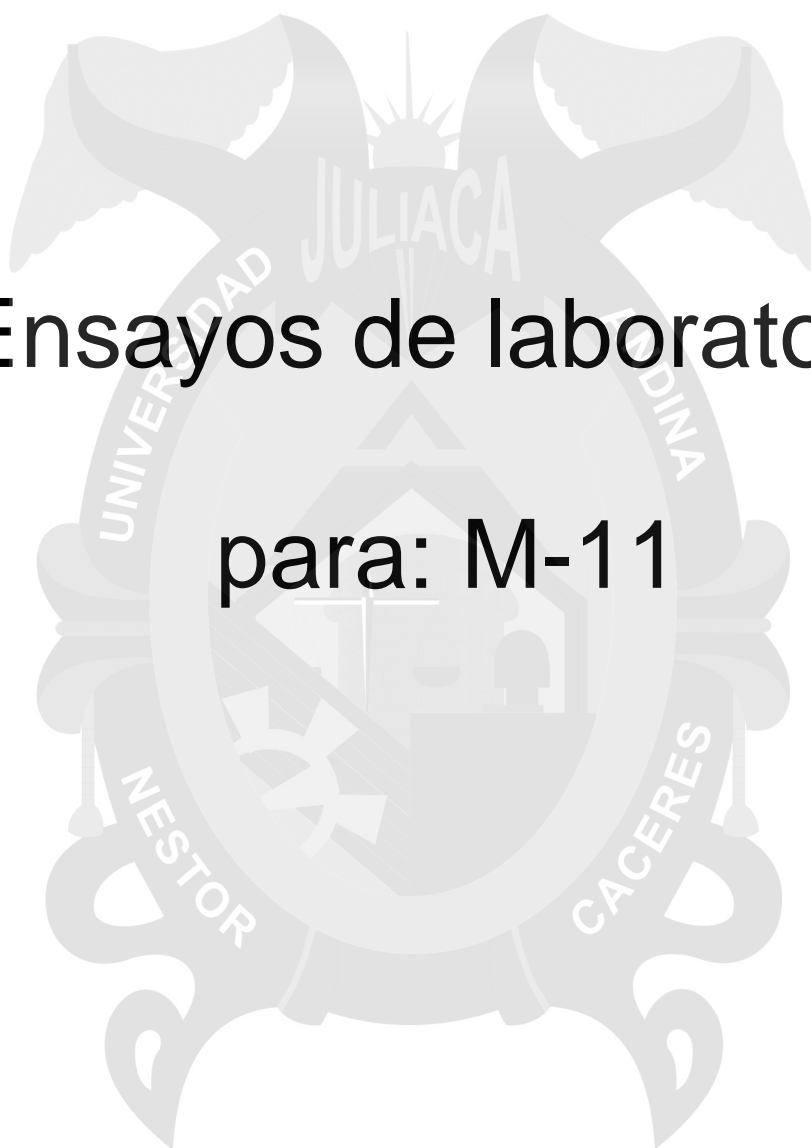 JULIACA
UNIVERSIDAD
ANDINA
Ensayos de laborato
para: M-11
NESTOR
CACERES